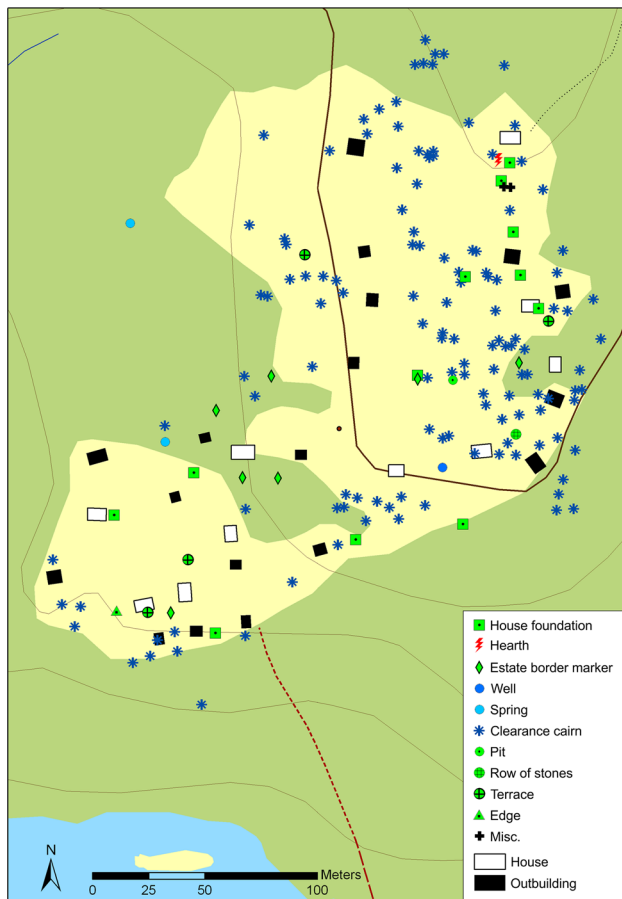 House foundation
Hearth
Estate border marker
Well
Spring
Clearance cairn
Pit
Row of stones
Terrace
Edge
Misc.
House
Outbuilding
N
Meters
0 25 50 100